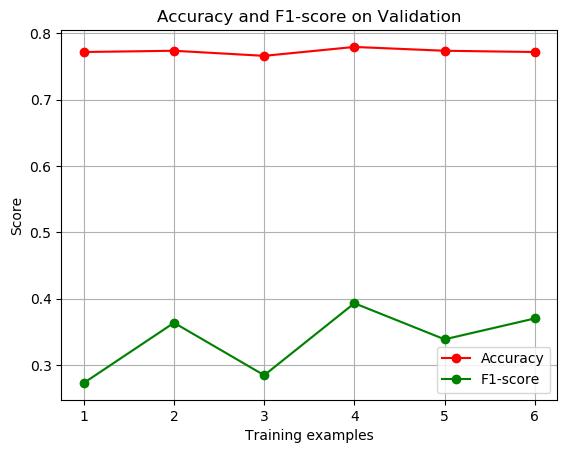 Accuracy and F1-score on Validation
0.8
0.7
0.6
0.5
0.4
0.3
Score
Accuracy
F1-score
1 2 3 4 5 6
Training examples